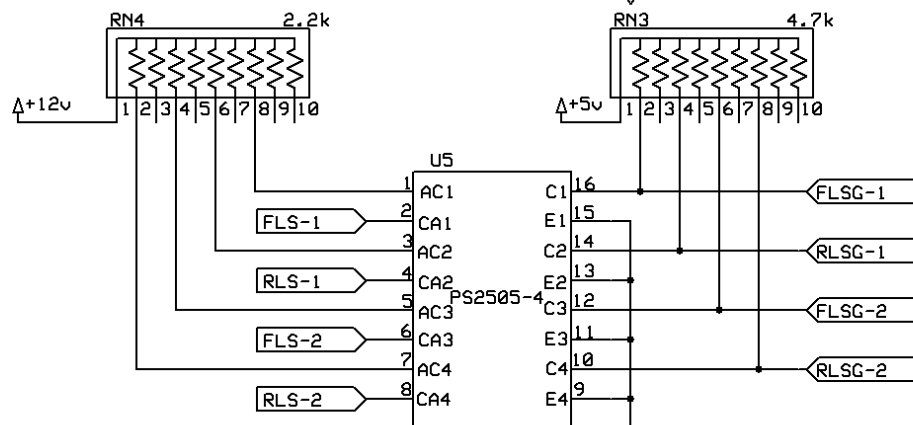 RN4 2.2k
+12v
1 2 3 4 5 6 7 8 9 10
RN3 4.7k
+5v
1 2 3 4 5 6 7 8 9 10
U5
1 AC1 C1 16 FLSG-1
FLS-1 2 CA1 E1 15
3 AC2 C2 14 RLSG-1
RLS-1 4 CA2 E2 13
PS2505-4
5 AC3 C3 12 FLSG-2
FLS-2 6 CA3 E3 11
7 AC4 C4 10 RLSG-2
RLS-2 8 CA4 E4 9